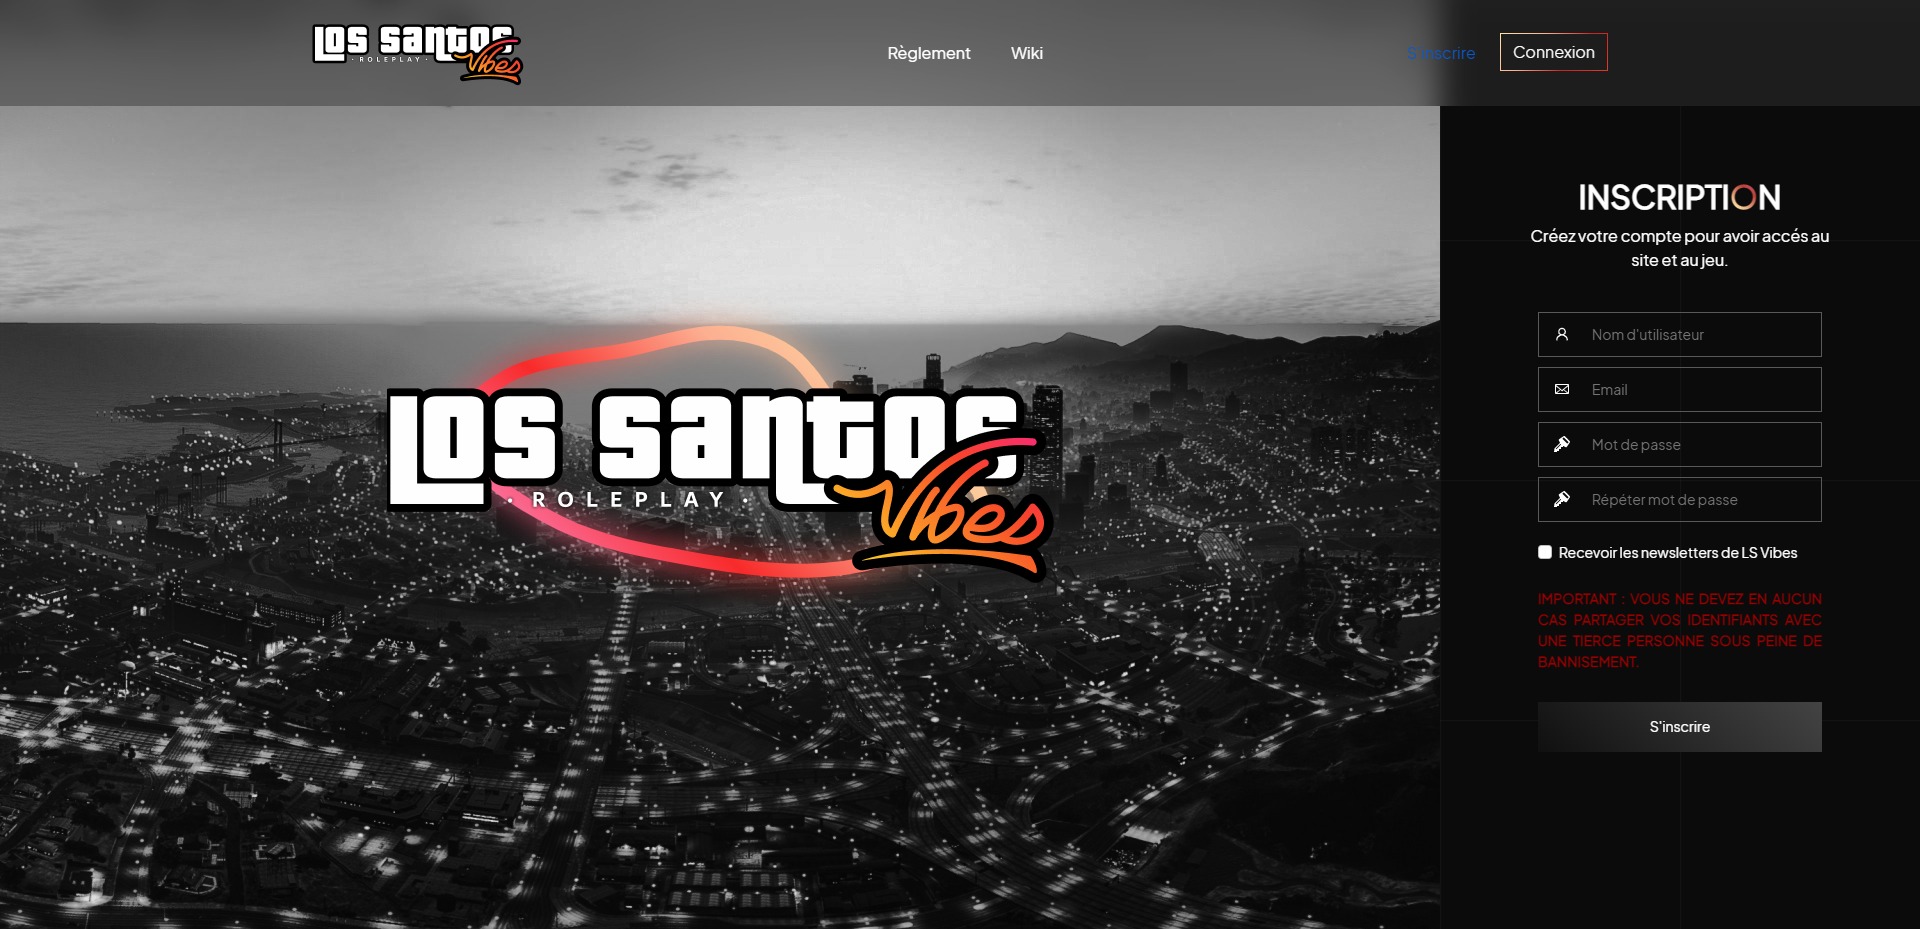 Los santos
· ROLEPLAY ·
Vibes
Règlement
Wiki
S'inscrire
Connexion
Los santos
· ROLEPLAY ·
Vibes
INSCRIPTION
Créez votre compte pour avoir accés au
site et au jeu.
Nom d'utilisateur
Email
Mot de passe
Répéter mot de passe
Recevoir les newsletters de LS Vibes
IMPORTANT : VOUS NE DEVEZ EN AUCUN
CAS PARTAGER VOS IDENTIFIANTS AVEC
UNE TIERCE PERSONNE SOUS PEINE DE
BANNISEMENT.
S'inscrire